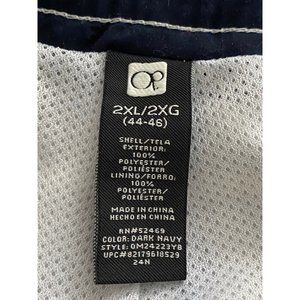 Op
2XL/2XG
(44-46)
SHELL/TELA
EXTERIOR:
100%
POLYESTER/
POLIÉSTER
LINING/FORRO:
100%
POLYESTER/
POLIÉSTER
MADE IN CHINA
HECHO EN CHINA
RN#52469
COLOR: DARK NAVY
STYLE: OM24223YB
UPC#82179618529
24N